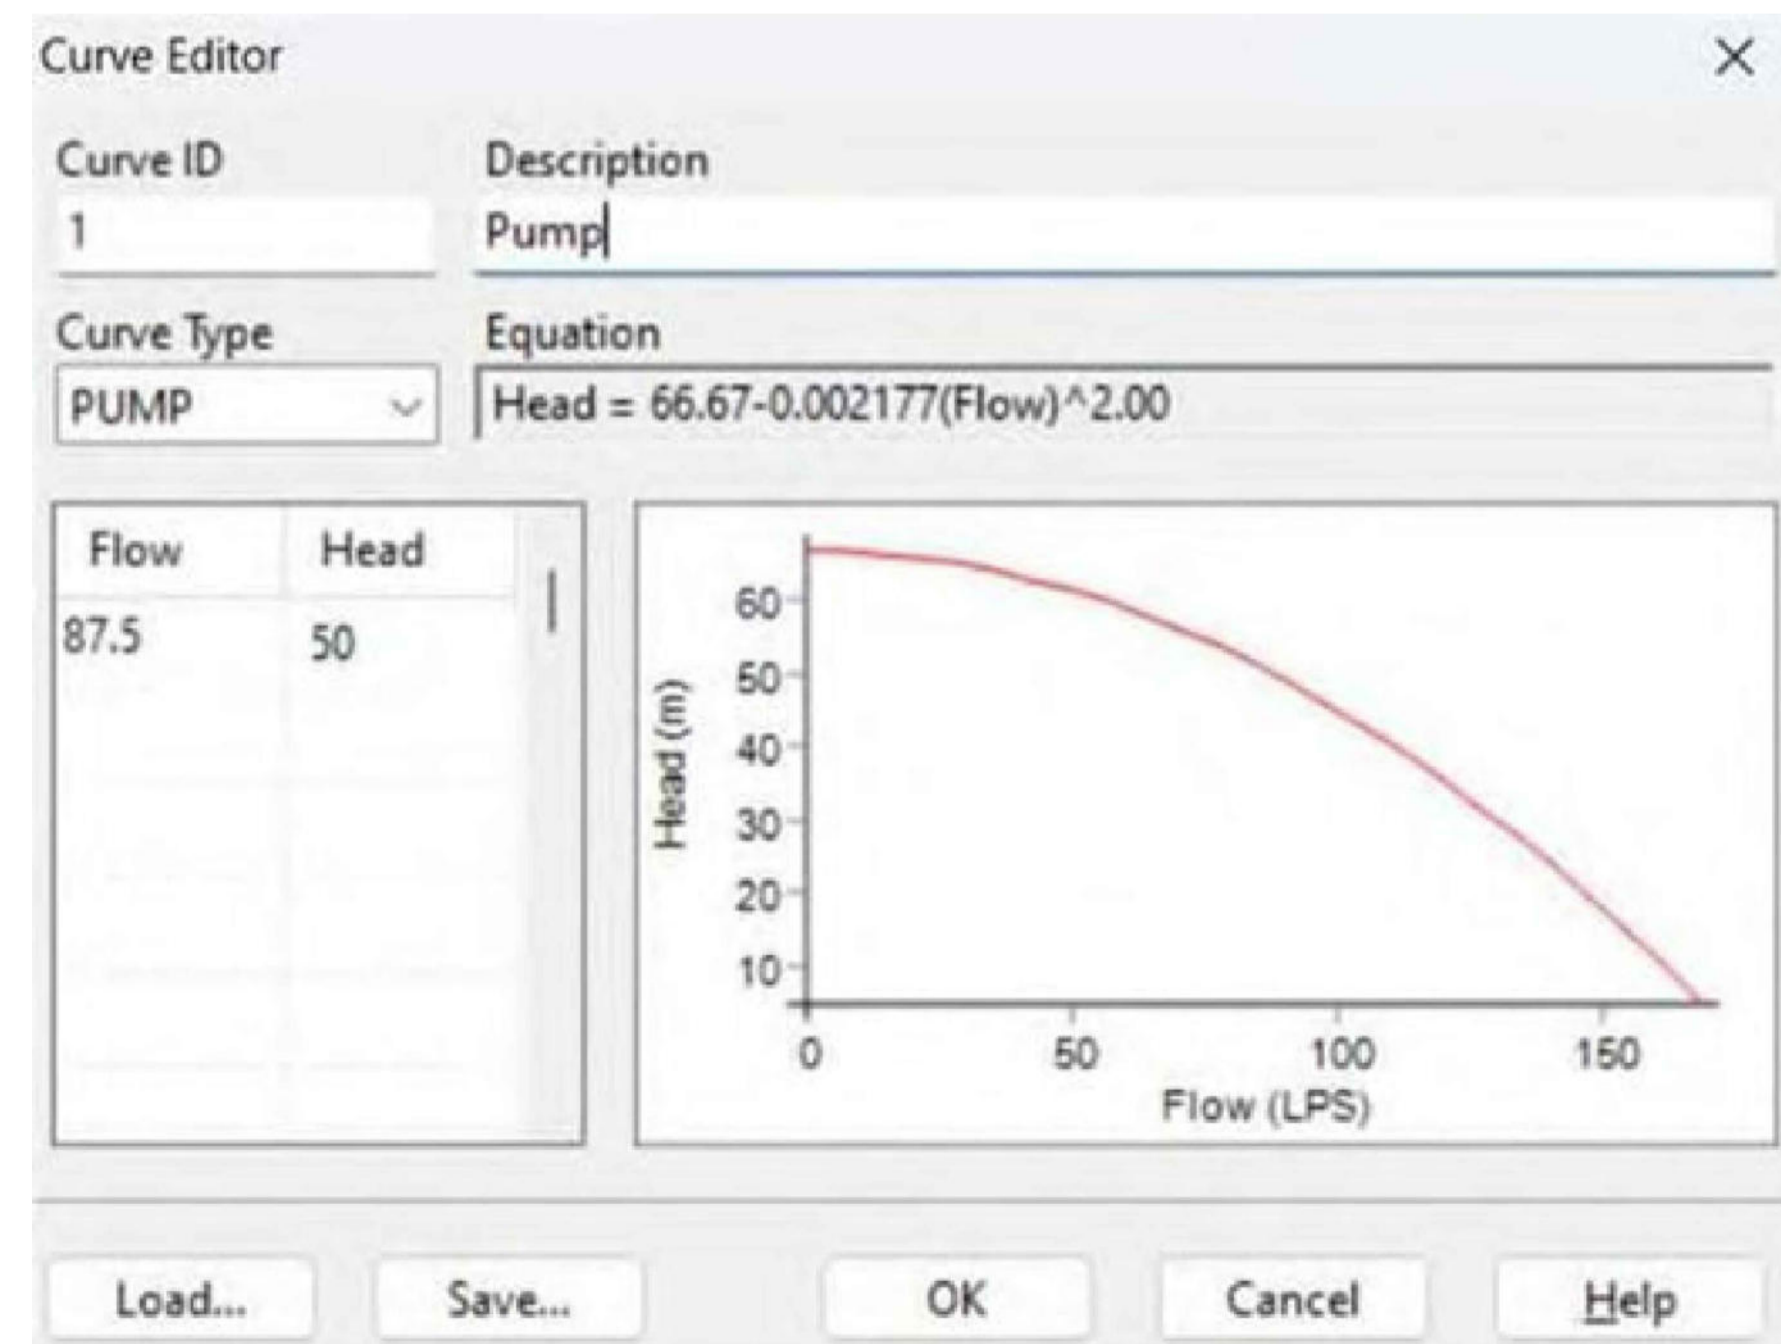 Curve Editor
Curve ID
Description
1
Pump
Curve Type
Equation
PUMP
Head = 66.67-0.002177(Flow)^2.00
Flow Head
87.5 50
Head (m)
60
50
40
30
20
10
0 50 100 150
Flow (LPS)
Load... Save... OK Cancel Help